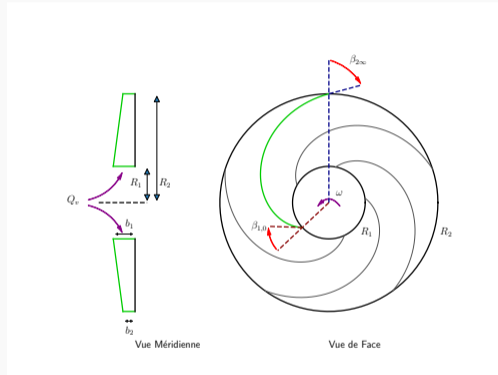 β2∞
R1
R2
Qv
ω
b1
β1,0
R1
R2
b2
Vue Méridienne
Vue de Face